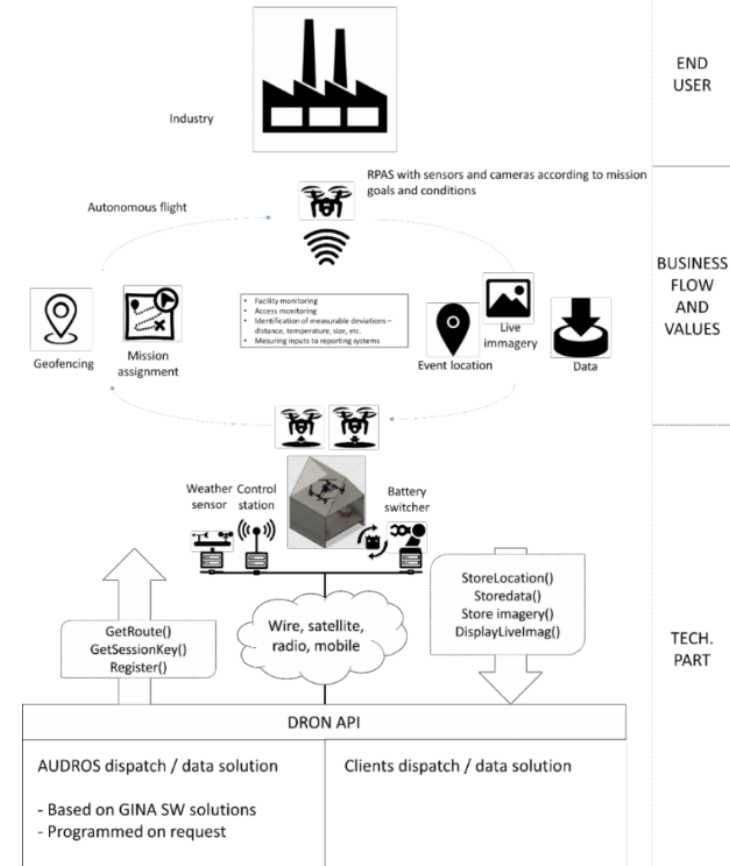 END
USER
Industry
RPAS with sensors and cameras according to mission
goals and conditions
Autonomous flight
BUSINESS
FLOW
AND
VALUES
• Facility monitoring
• Access monitoring
• Identification of measurable deviations –
distance, temperature, size, etc.
• Mesuring inputs to reporting systems
Geofencing
Mission
assignment
Live
immagery
Event location
Data
Weather
sensor
Control
station
Battery
switcher
GetRoute()
GetSessionKey()
Register()
Wire, satellite,
radio, mobile
StoreLocation()
Storedata()
Store imagery()
DisplayLiveImag()
TECH.
PART
DRON API
AUDROS dispatch / data solution
- Based on GINA SW solutions
- Programmed on request
Clients dispatch / data solution